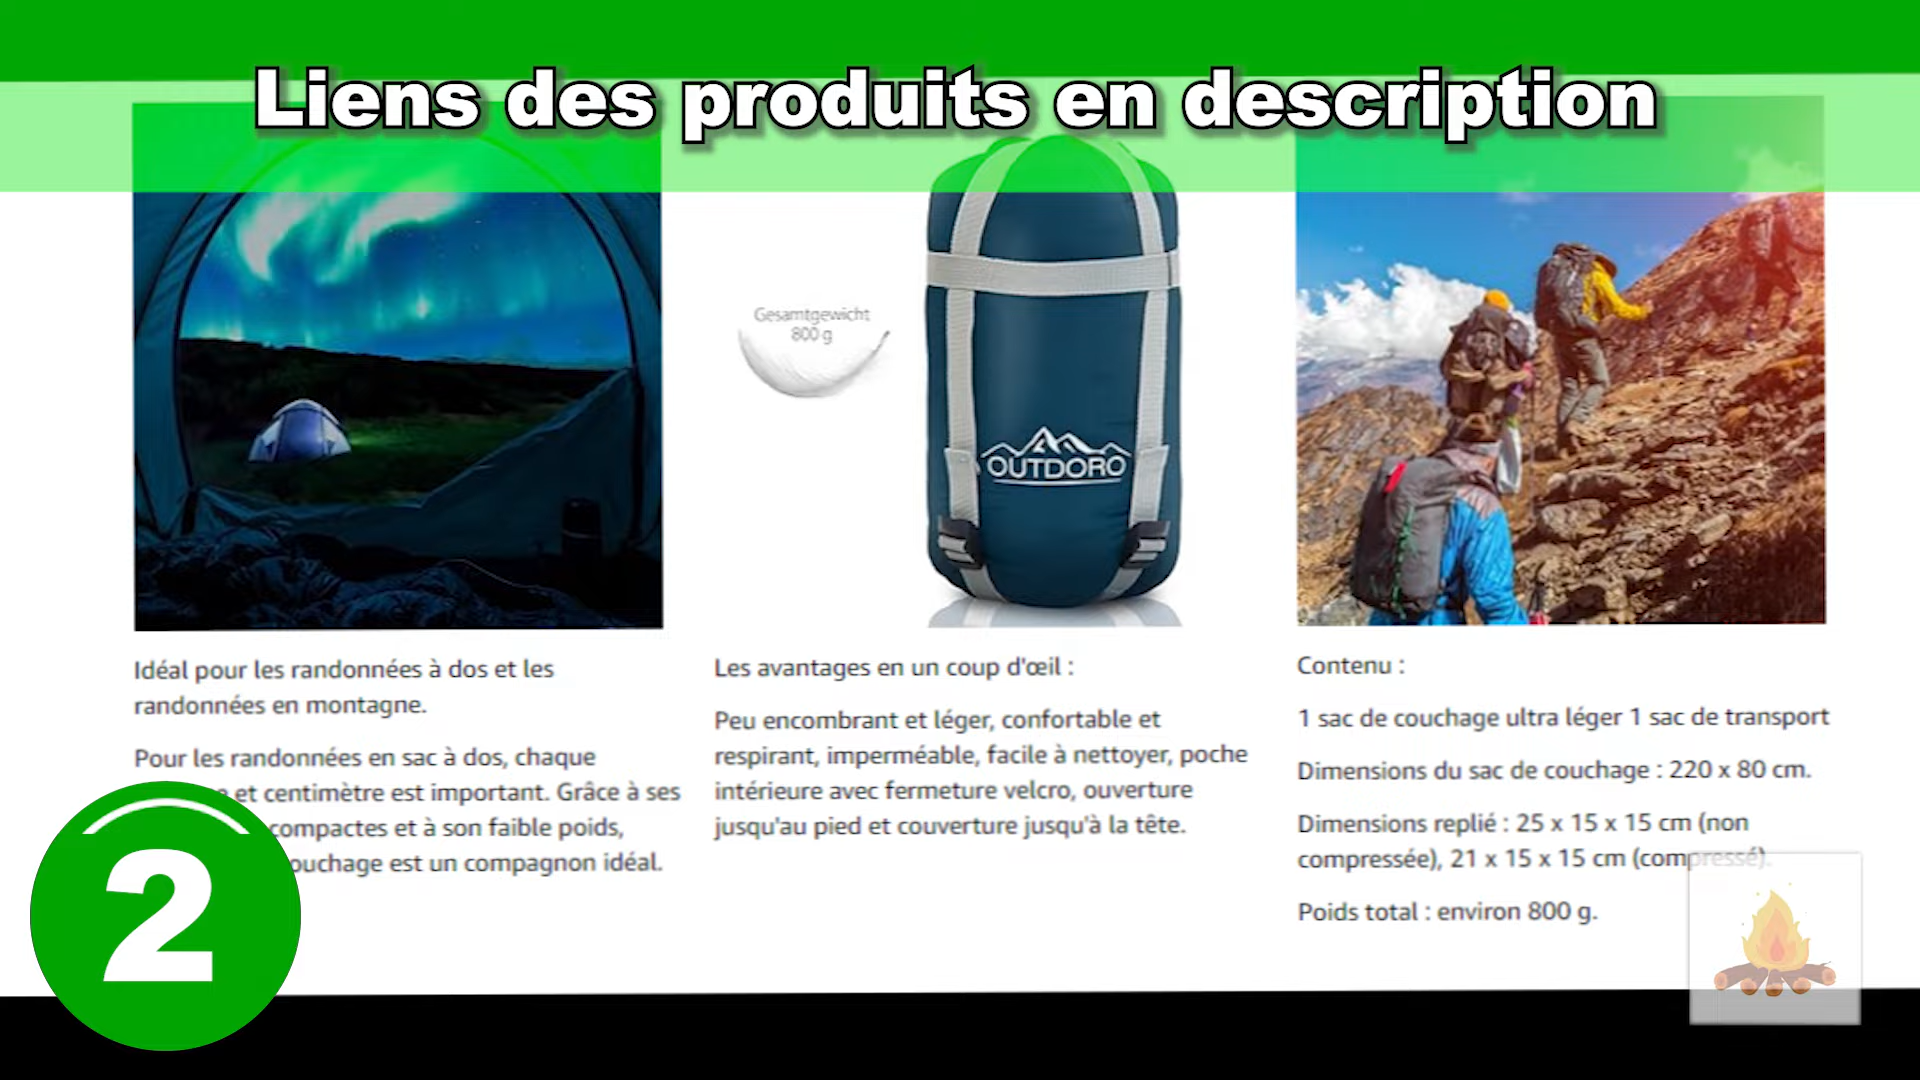 Liens des produits en description
Gesamtgewicht
800 g
OUTDORO
Idéal pour les randonnées à dos et les
randonnées en montagne.
Pour les randonnées en sac à dos, chaque
et centimètre est important. Grâce à ses
compactes et à son faible poids,
couchage est un compagnon idéal.
Les avantages en un coup d'œil :
Peu encombrant et léger, confortable et
respirant, imperméable, facile à nettoyer, poche
intérieure avec fermeture velcro, ouverture
jusqu'au pied et couverture jusqu'à la tête.
Contenu :
1 sac de couchage ultra léger 1 sac de transport
Dimensions du sac de couchage : 220 x 80 cm.
Dimensions replié : 25 x 15 x 15 cm (non
compressée), 21 x 15 x 15 cm (compressé).
Poids total : environ 800 g.
2